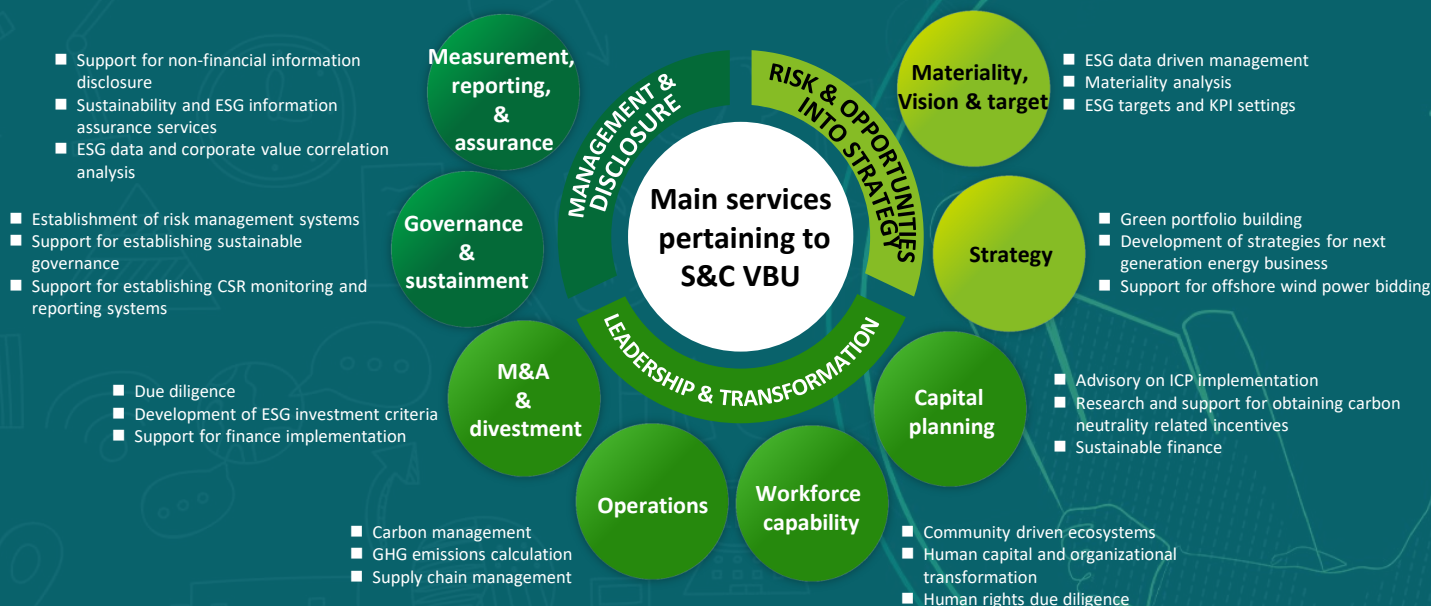 Main services
pertaining to
S&C VBU
RISK & OPPORTUNITIES
INTO STRATEGY
Materiality,
Vision & target
■ ESG data driven management
■ Materiality analysis
■ ESG targets and KPI settings
Strategy
■ Green portfolio building
■ Development of strategies for next
generation energy business
■ Support for offshore wind power bidding
LEADERSHIP & TRANSFORMATION
Capital
planning
■ Advisory on ICP implementation
■ Research and support for obtaining carbon
neutrality related incentives
■ Sustainable finance
Workforce
capability
■ Community driven ecosystems
■ Human capital and organizational
transformation
■ Human rights due diligence
Operations
■ Carbon management
■ GHG emissions calculation
■ Supply chain management
M&A
&
divestment
■ Due diligence
■ Development of ESG investment criteria
■ Support for finance implementation
MANAGEMENT &
DISCLOSURE
Governance
&
sustainment
■ Establishment of risk management systems
■ Support for establishing sustainable
governance
■ Support for establishing CSR monitoring and
reporting systems
Measurement,
reporting,
&
assurance
■ Support for non-financial information
disclosure
■ Sustainability and ESG information
assurance services
■ ESG data and corporate value correlation
analysis